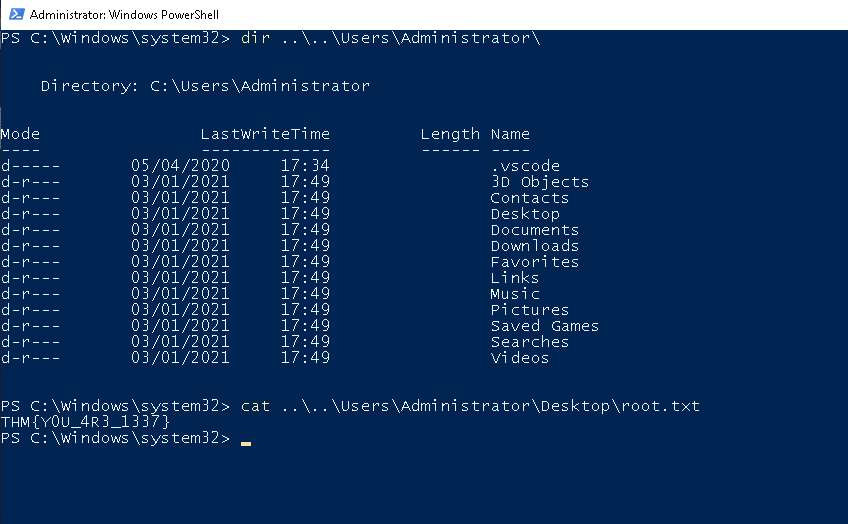 Administrator: Windows PowerShell
PS C:\Windows\system32> dir ..\..\Users\Administrator\
Directory: C:\Users\Administrator
Mode LastWriteTime Length Name
---- ------------- ------ ----
d----- 05/04/2020 17:34 .vscode
d-r--- 03/01/2021 17:49 3D Objects
d-r--- 03/01/2021 17:49 Contacts
d-r--- 03/01/2021 17:49 Desktop
d-r--- 03/01/2021 17:49 Documents
d-r--- 03/01/2021 17:49 Downloads
d-r--- 03/01/2021 17:49 Favorites
d-r--- 03/01/2021 17:49 Links
d-r--- 03/01/2021 17:49 Music
d-r--- 03/01/2021 17:49 Pictures
d-r--- 03/01/2021 17:49 Saved Games
d-r--- 03/01/2021 17:49 Searches
d-r--- 03/01/2021 17:49 Videos
PS C:\Windows\system32> cat ..\..\Users\Administrator\Desktop\root.txt
THM{Y0U_4R3_1337}
PS C:\Windows\system32>